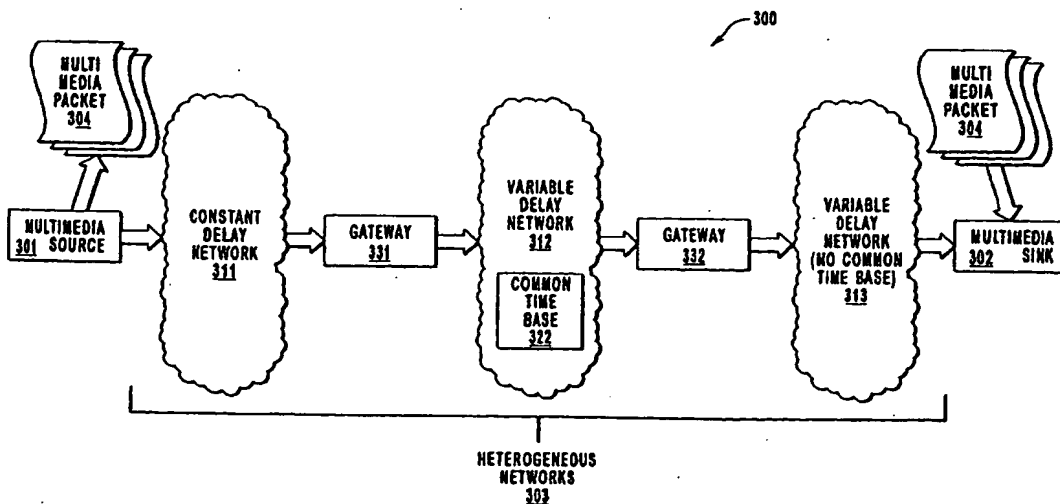 300
MULTI
MEDIA
PACKET
304
MULTIMEDIA
301 SOURCE
CONSTANT
DELAY
NETWORK
311
GATEWAY
331
VARIABLE
DELAY
NETWORK
312
COMMON
TIME
BASE
322
GATEWAY
332
VARIABLE
DELAY
NETWORK
(NO COMMON
TIME BASE)
313
MULTI
MEDIA
PACKET
304
MULTIMEDIA
302 SINK
HETEROGENEOUS
NETWORKS
303